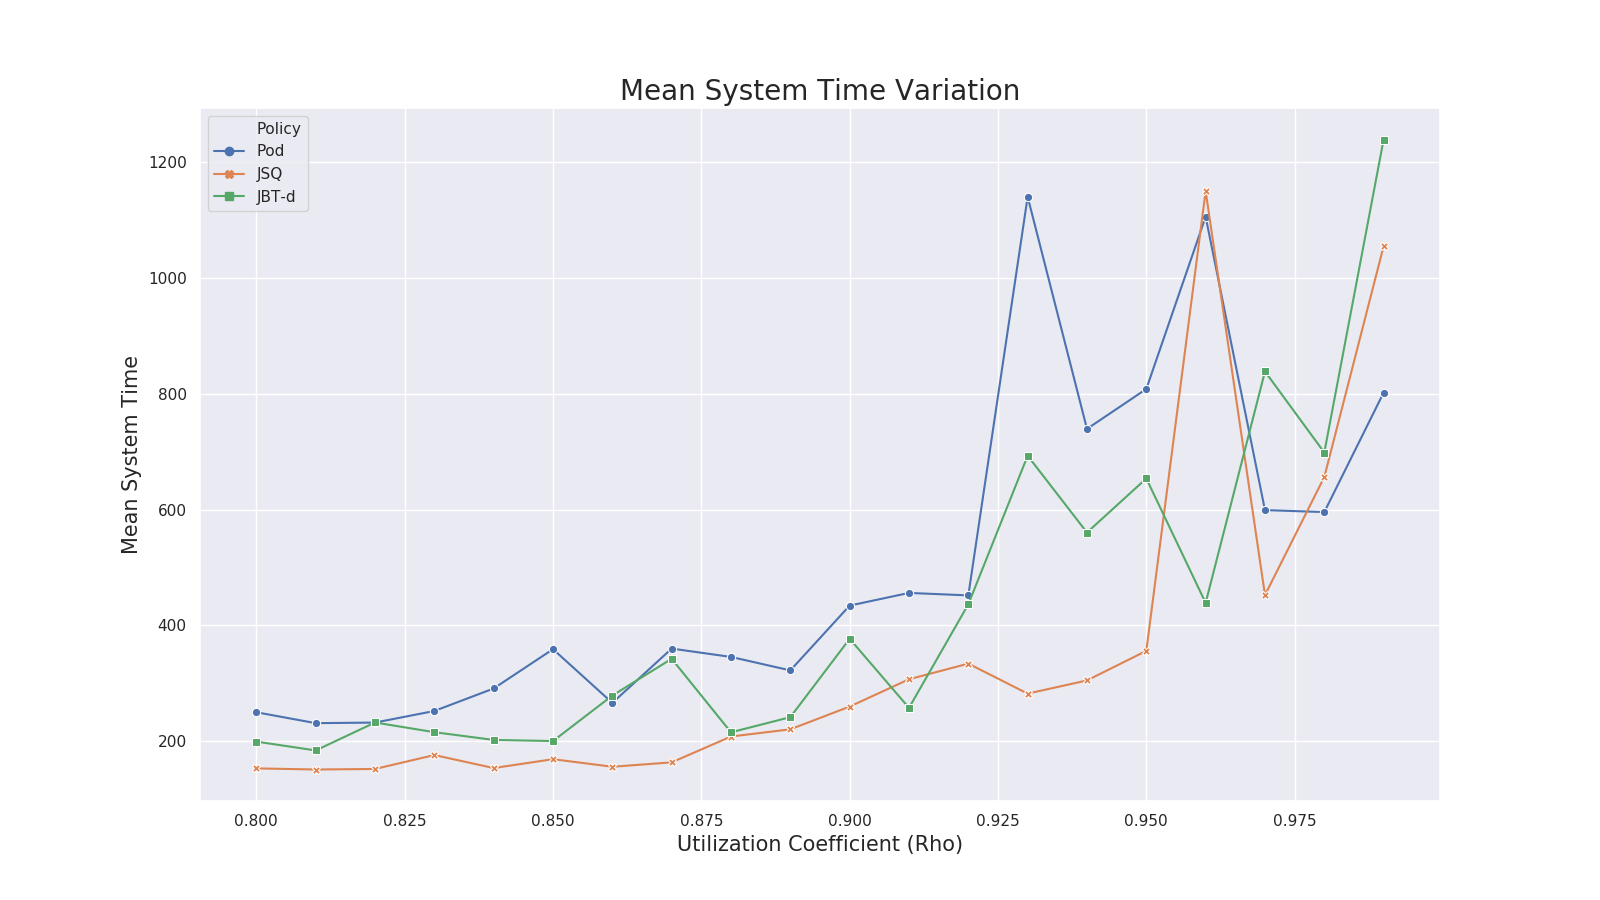 Mean System Time Variation
Policy
Pod
JSQ
JBT-d
Mean System Time
1200
1000
800
600
400
200
0.800 0.825 0.850 0.875 0.900 0.925 0.950 0.975
Utilization Coefficient (Rho)